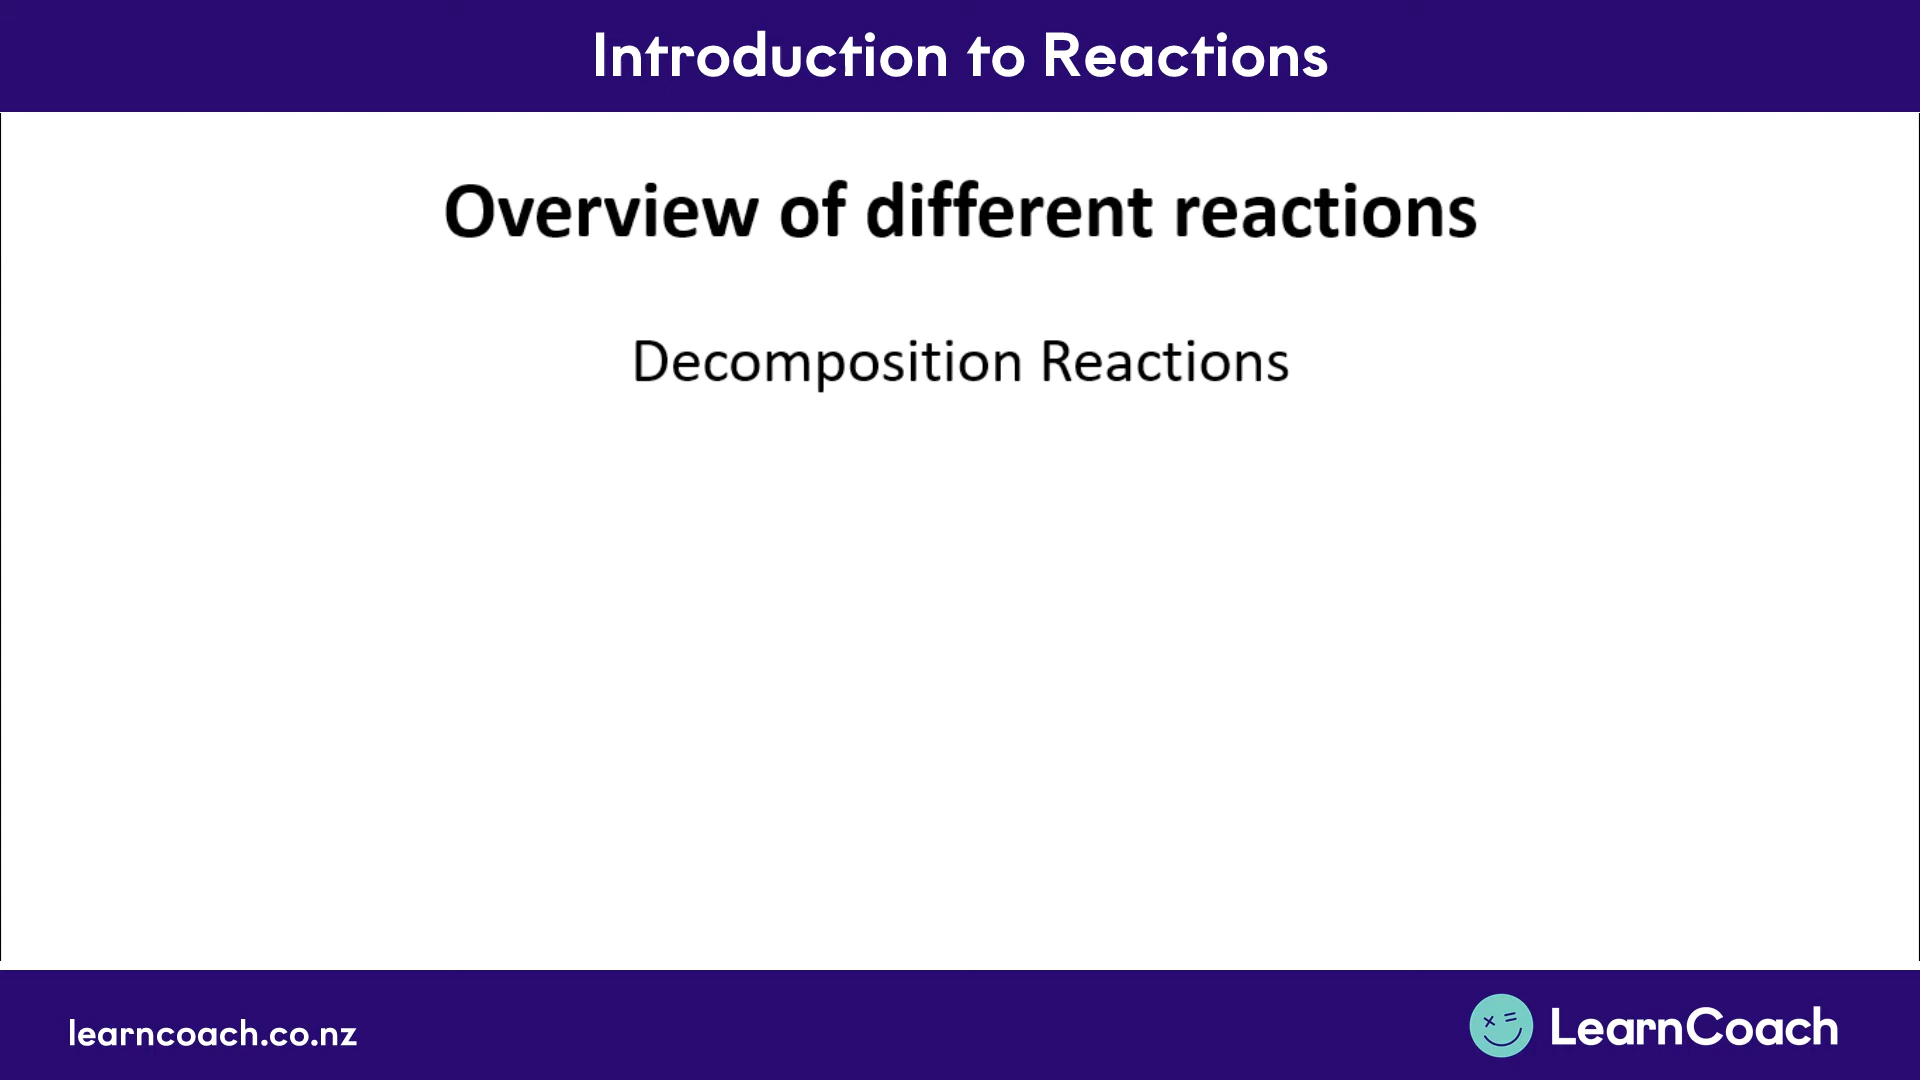 Introduction to Reactions
Overview of different reactions
Decomposition Reactions
learncoach.co.nz
LearnCoach